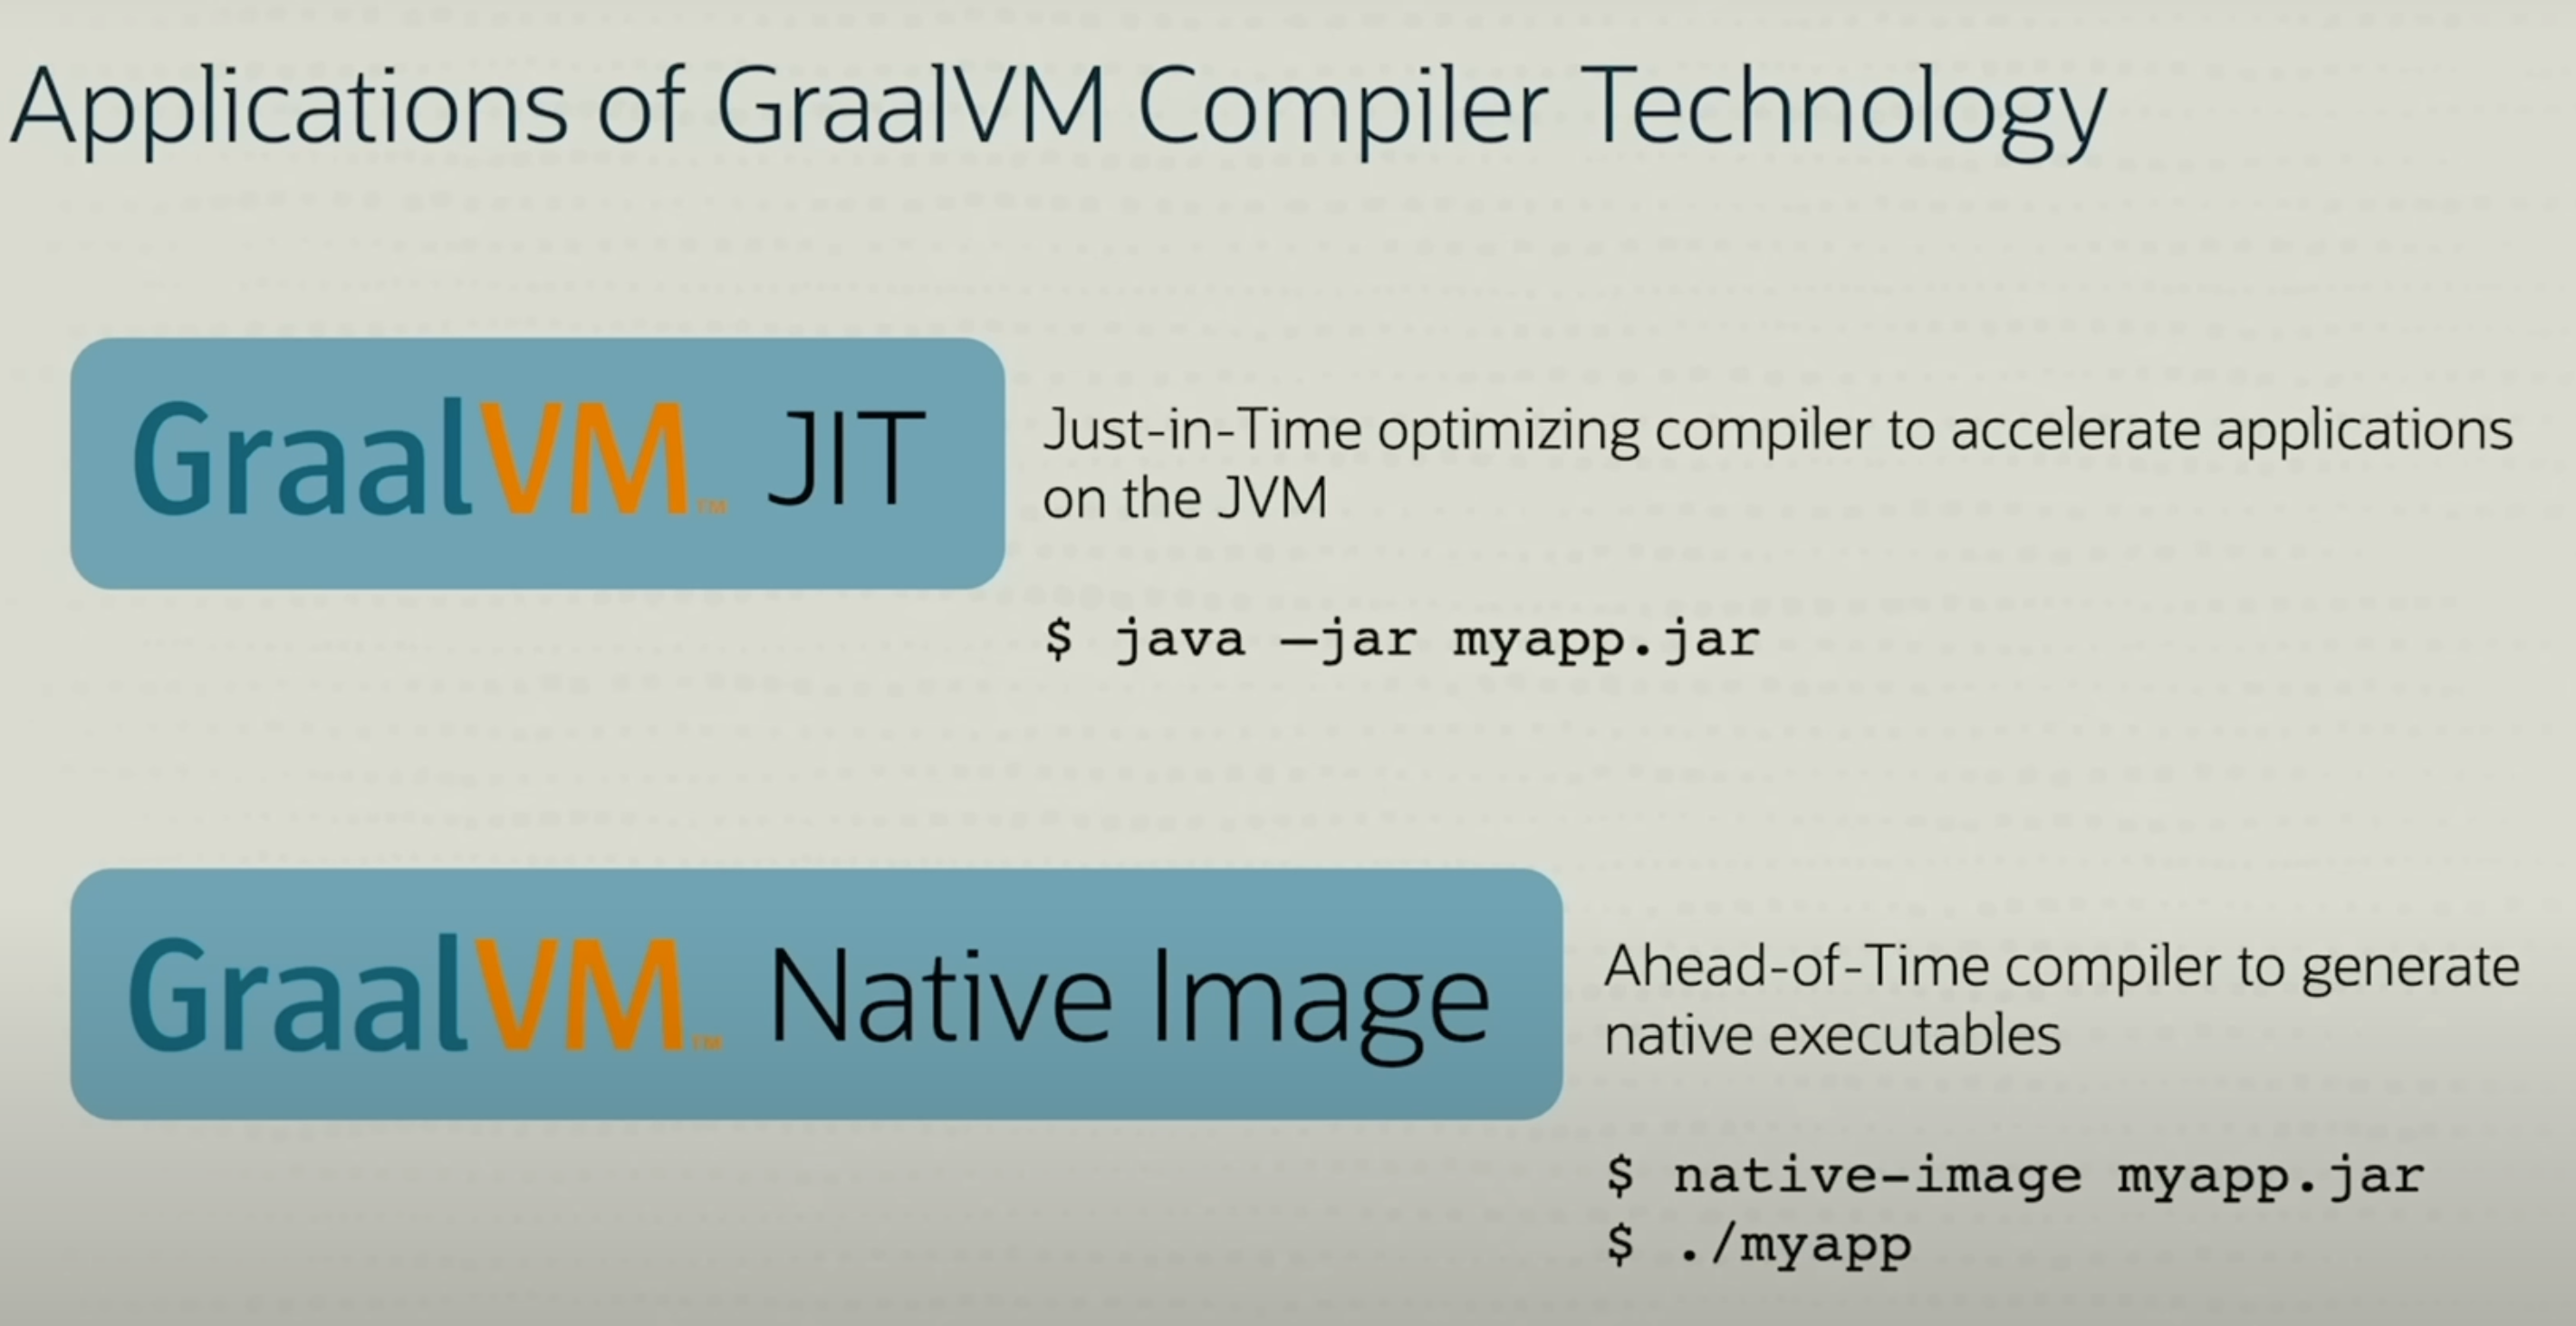 Applications of GraalVM Compiler Technology
GraalVM™ JIT
Just-in-Time optimizing compiler to accelerate applications
on the JVM
$ java –jar myapp.jar
GraalVM™ Native Image
Ahead-of-Time compiler to generate
native executables
$ native-image myapp.jar
$ ./myapp